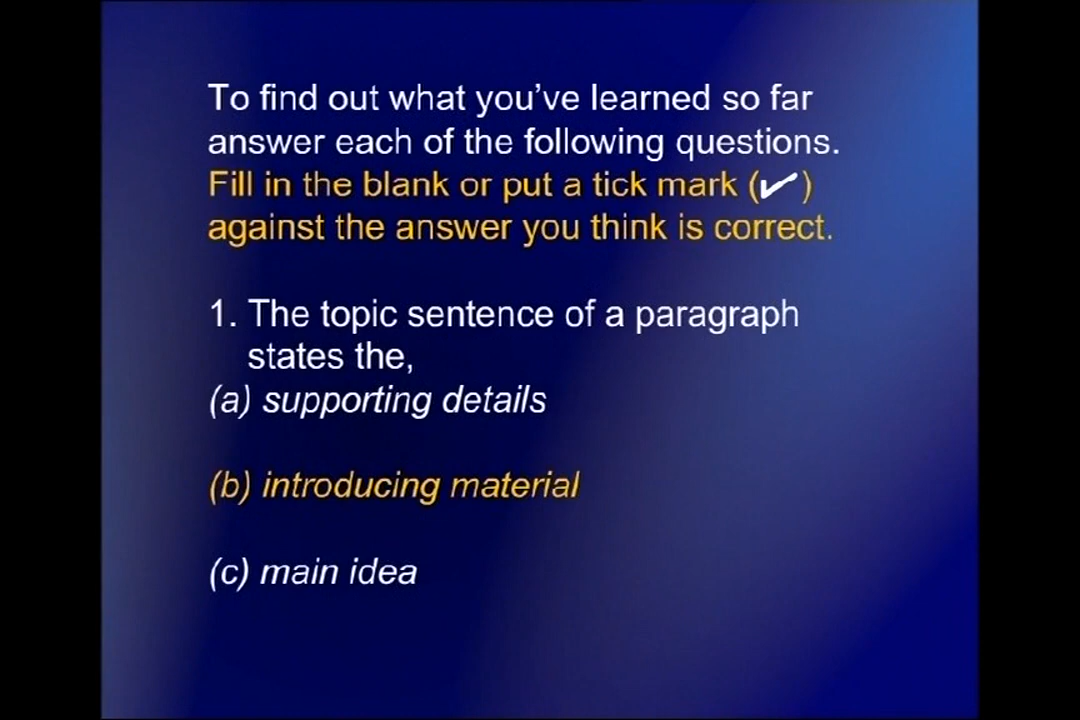 To find out what you've learned so far
answer each of the following questions.
Fill in the blank or put a tick mark (✔)
against the answer you think is correct.
1. The topic sentence of a paragraph
states the,
(a) supporting details
(b) introducing material
(c) main idea